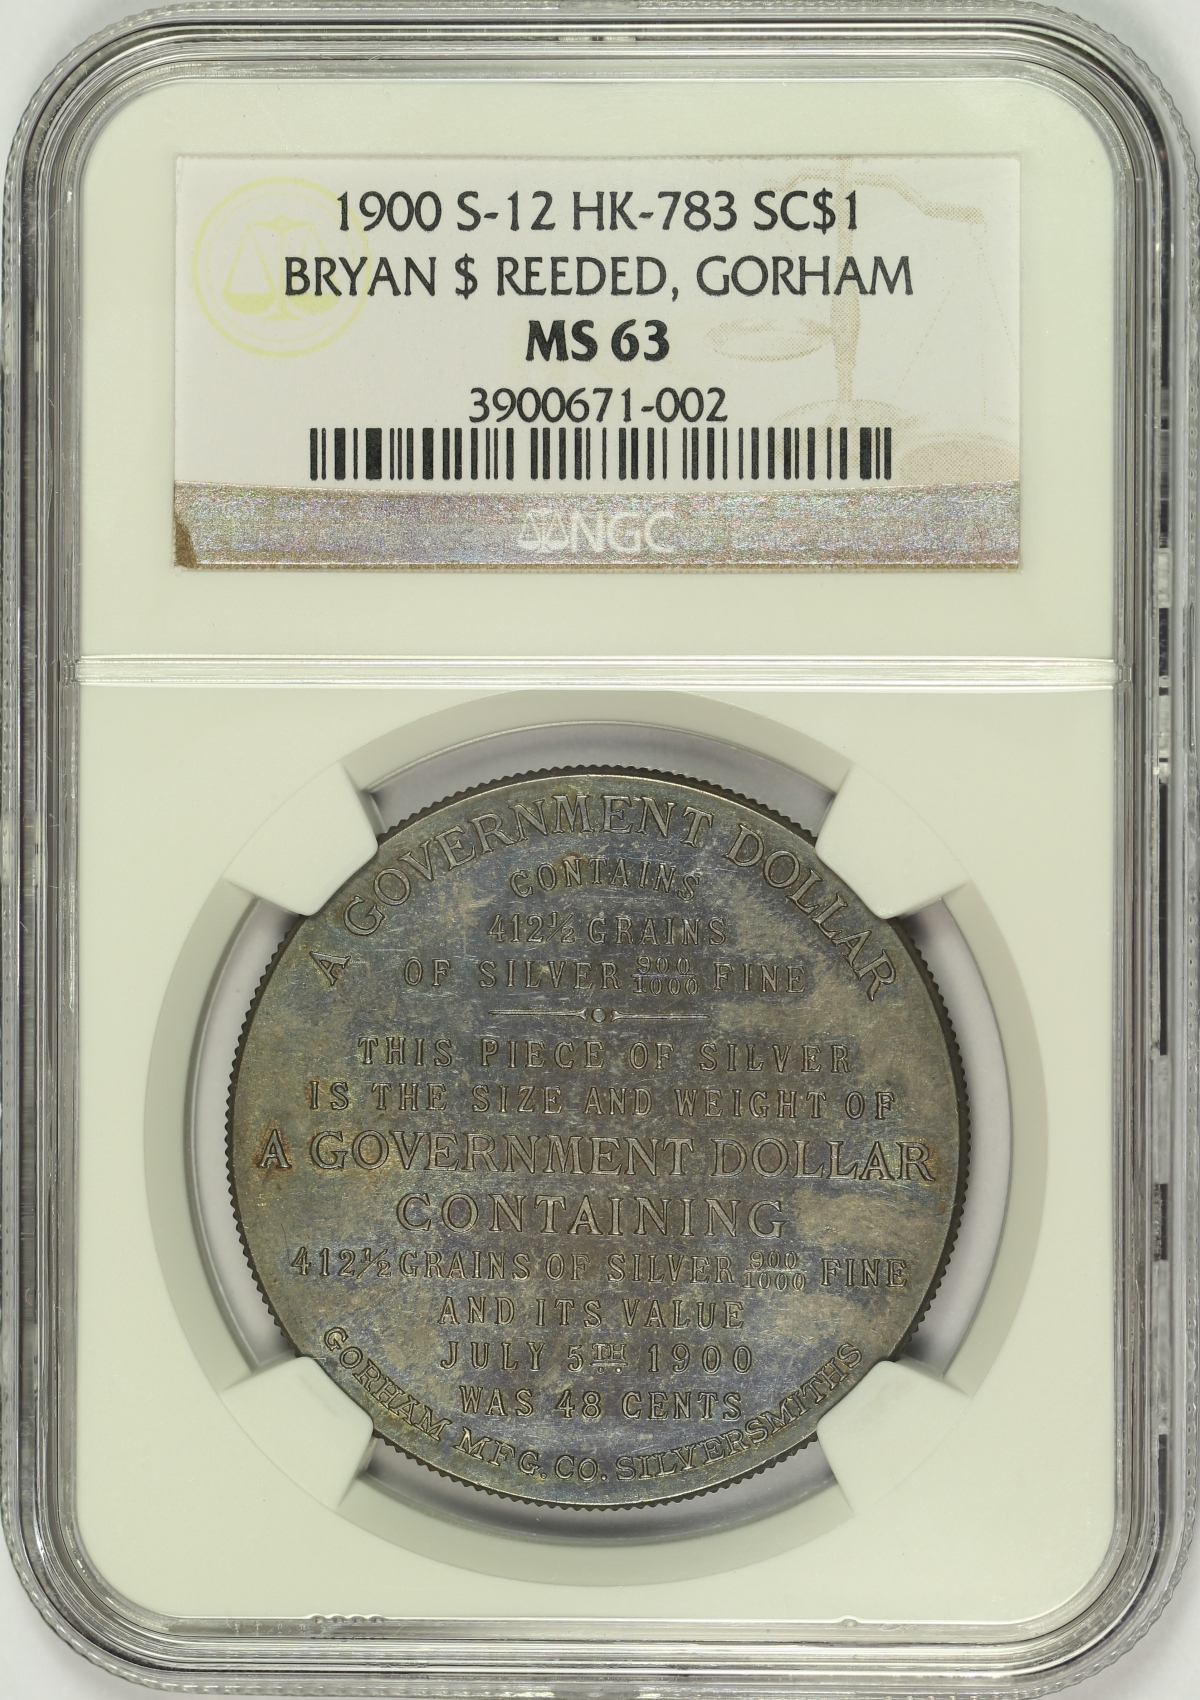 1900 S-12 HK-783 SC$1
BRYAN $ REEDED, GORHAM
MS 63
3900671-002
NGC
A GOVERNMENT DOLLAR
CONTAINS
412½ GRAINS
OF SILVER 900/1000 FINE
THIS PIECE OF SILVER
IS THE SIZE AND WEIGHT OF
A GOVERNMENT DOLLAR
CONTAINING
412½ GRAINS OF SILVER 900/1000 FINE
AND ITS VALUE
JULY 5TH 1900
WAS 48 CENTS
GORHAM MFG. CO. SILVERSMITHS